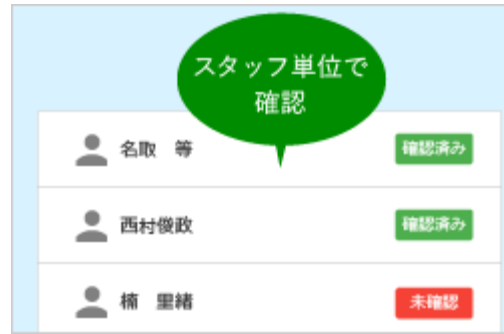 スタッフ単位で
確認
名取　等 確認済み
西村俊政 確認済み
楠　里緒 未確認